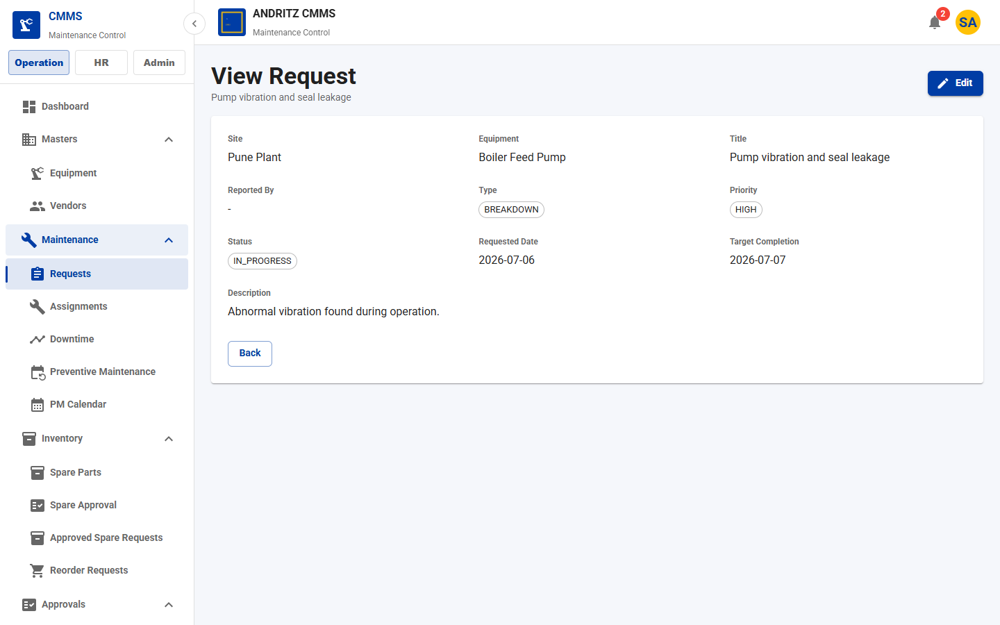 CMMS
Maintenance Control
Operation
HR
Admin
Dashboard
Masters
Equipment
Vendors
Maintenance
Requests
Assignments
Downtime
Preventive Maintenance
PM Calendar
Inventory
Spare Parts
Spare Approval
Approved Spare Requests
Reorder Requests
Approvals
ANDRITZ CMMS
Maintenance Control
2
SA
View Request
Pump vibration and seal leakage
Edit
Site
Pune Plant
Equipment
Boiler Feed Pump
Title
Pump vibration and seal leakage
Reported By
-
Type
BREAKDOWN
Priority
HIGH
Status
IN_PROGRESS
Requested Date
2026-07-06
Target Completion
2026-07-07
Description
Abnormal vibration found during operation.
Back